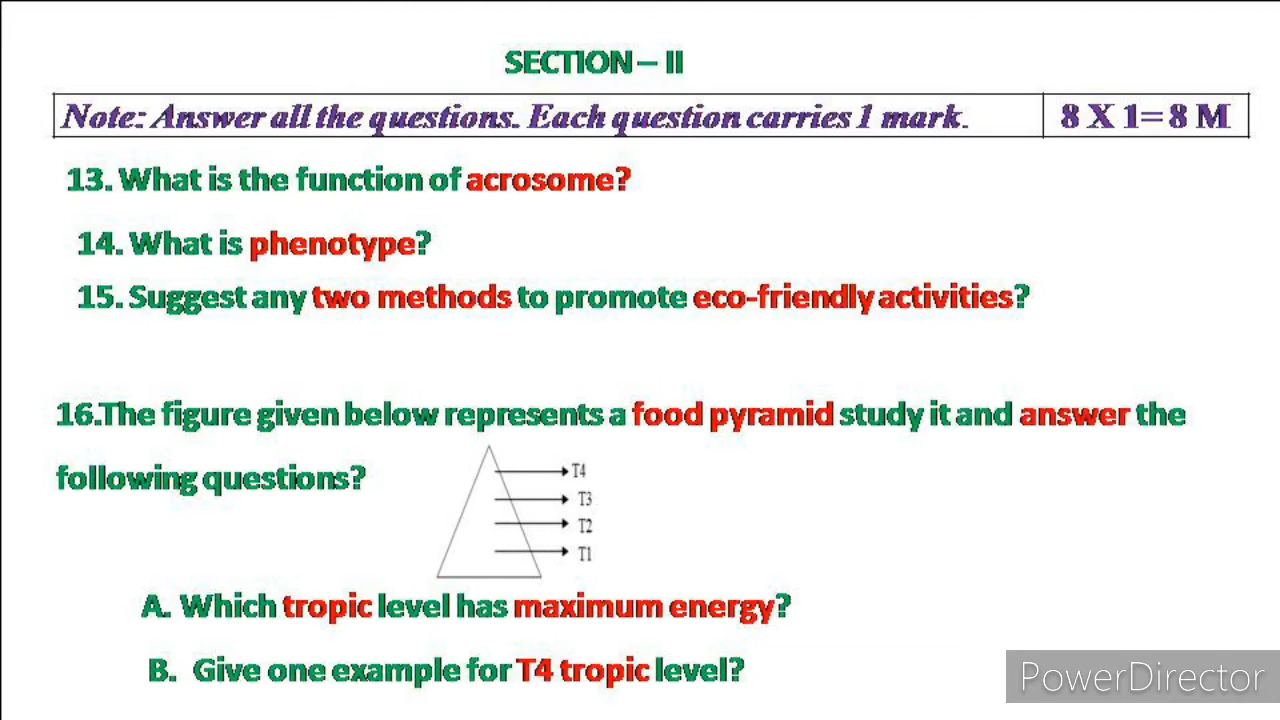 SECTION – II
Note: Answer all the questions. Each question carries 1 mark. 8 X 1= 8 M
13. What is the function of acrosome?
14. What is phenotype?
15. Suggest any two methods to promote eco-friendly activities?
16.The figure given below represents a food pyramid study it and answer the
following questions?
T4
T3
T2
T1
A. Which tropic level has maximum energy?
B. Give one example for T4 tropic level?
PowerDirector